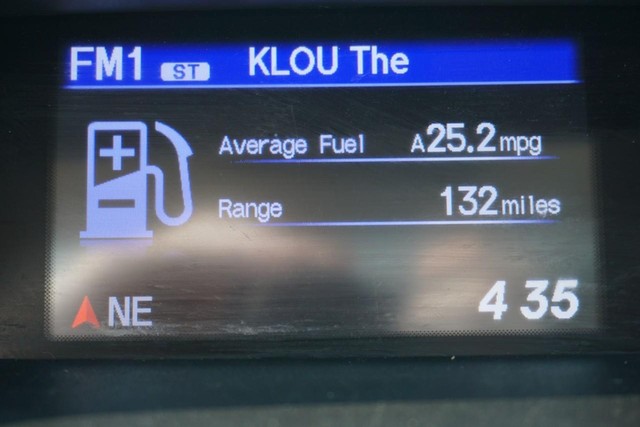 FM1 ST KLOU The
Average Fuel A25.2mpg
Range 132miles
NE 4 35